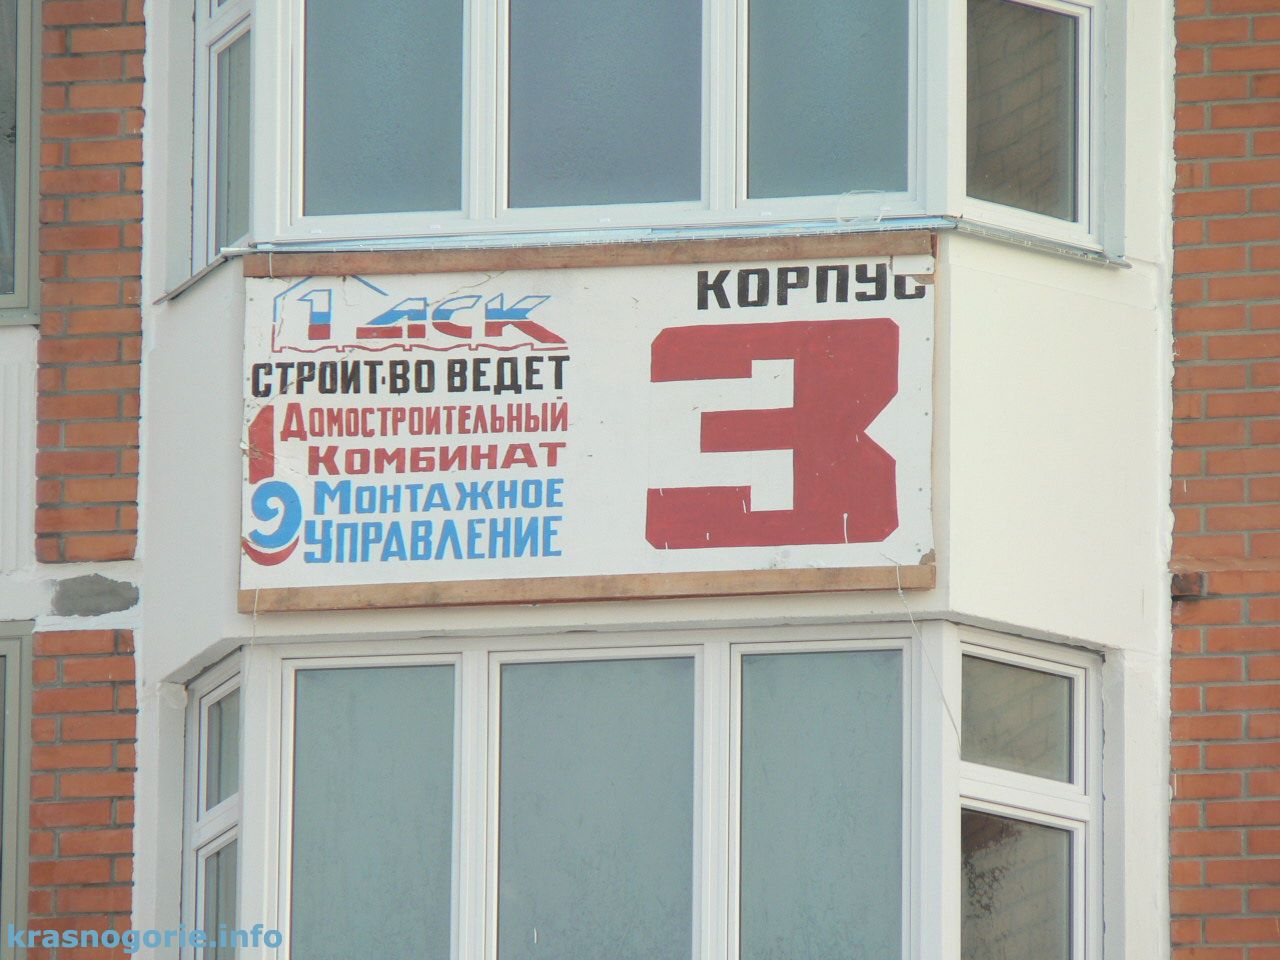 1 ДСК
СТРОИТ-ВО ВЕДЕТ
1 ДОМОСТРОИТЕЛЬНЫЙ
КОМБИНАТ
9 МОНТАЖНОЕ
УПРАВЛЕНИЕ
КОРПУС
3
krasnogorie.info